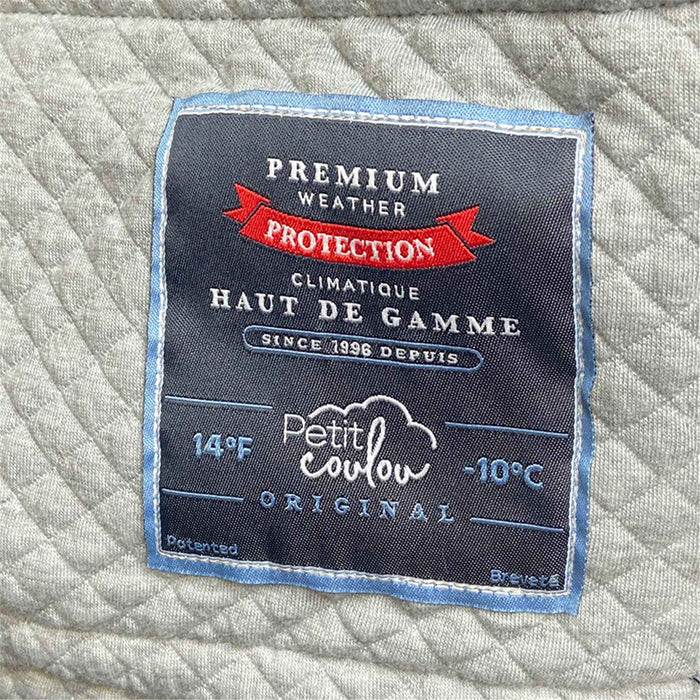 PREMIUM
WEATHER
PROTECTION
CLIMATIQUE
HAUT DE GAMME
SINCE 1996 DEPUIS
14°F
Petit
coulou
-10°C
ORIGINAL
Patented
Breveté